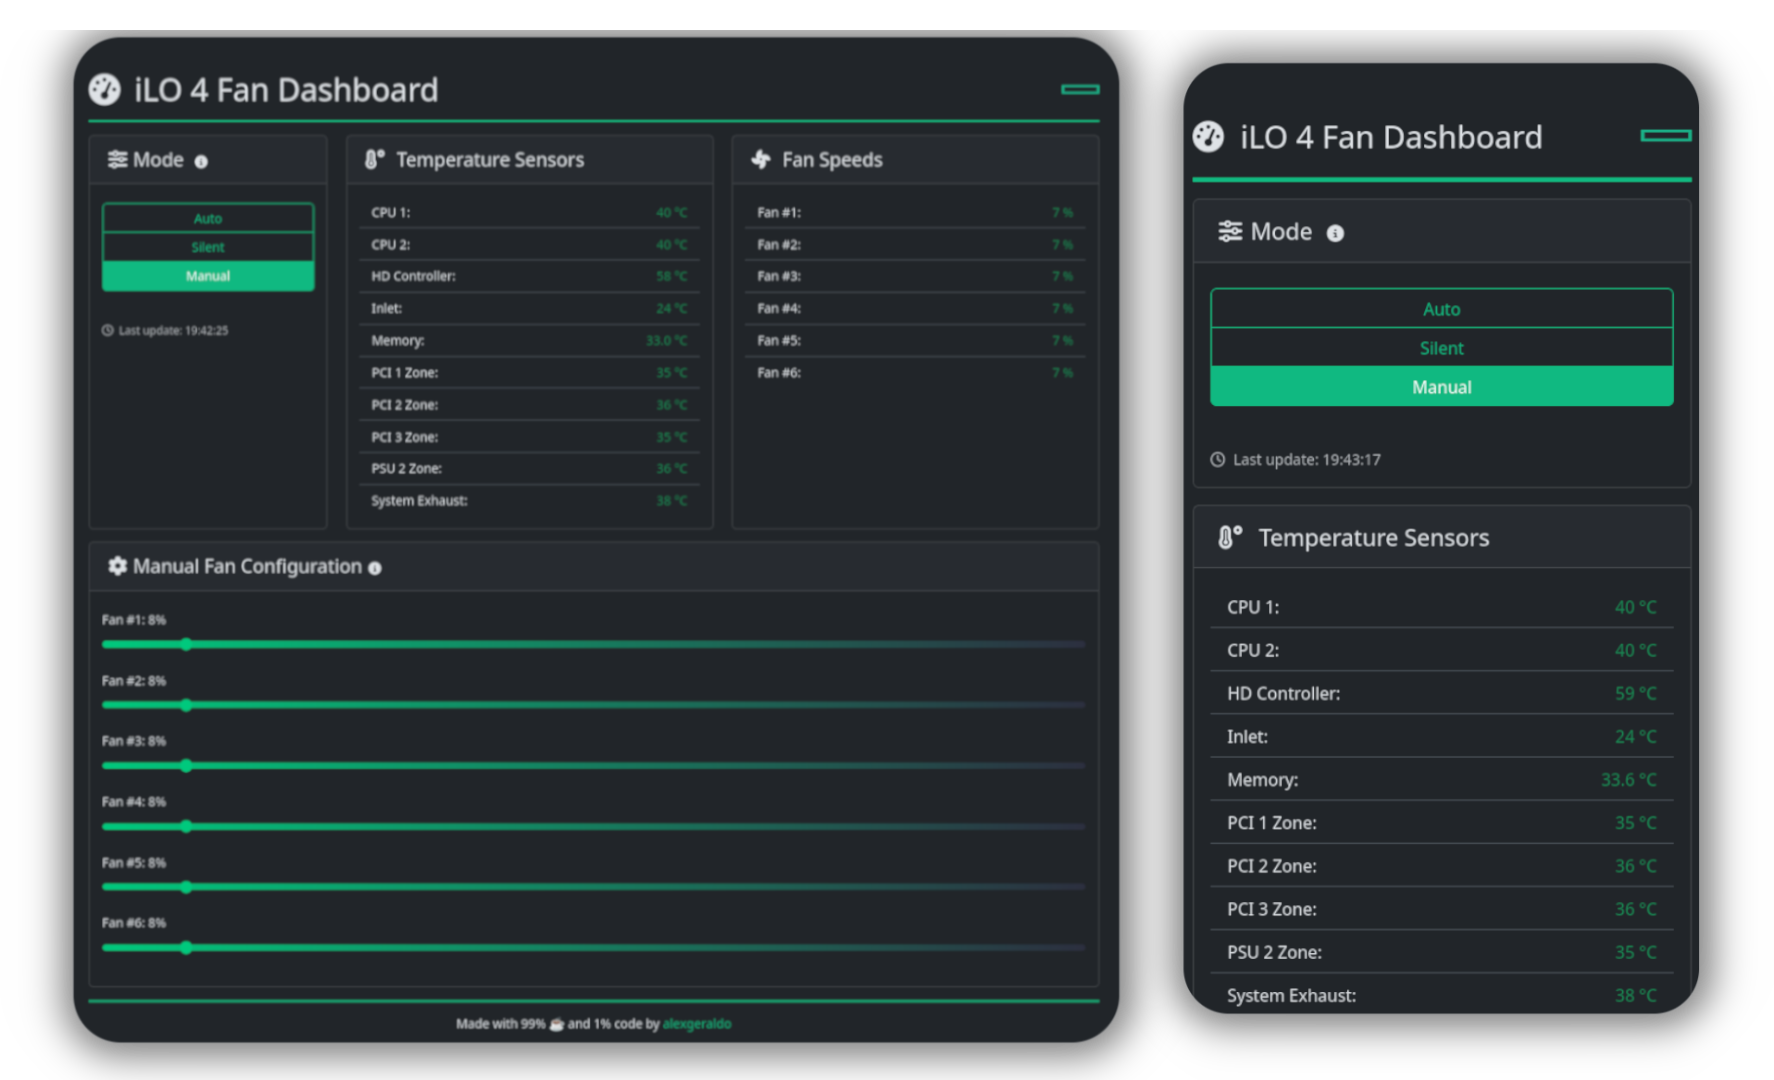 iLO 4 Fan Dashboard
Mode
Auto
Silent
Manual
Last update: 19:42:25
Temperature Sensors
CPU 1: 40 °C
CPU 2: 40 °C
HD Controller: 58 °C
Inlet: 24 °C
Memory: 33.0 °C
PCI 1 Zone: 35 °C
PCI 2 Zone: 36 °C
PCI 3 Zone: 35 °C
PSU 2 Zone: 36 °C
System Exhaust: 38 °C
Fan Speeds
Fan #1: 7 %
Fan #2: 7 %
Fan #3: 7 %
Fan #4: 7 %
Fan #5: 7 %
Fan #6: 7 %
Manual Fan Configuration
Fan #1: 8%
Fan #2: 8%
Fan #3: 8%
Fan #4: 8%
Fan #5: 8%
Fan #6: 8%
Made with 99% ☕ and 1% code by alexgeraldo
iLO 4 Fan Dashboard
Mode
Auto
Silent
Manual
Last update: 19:43:17
Temperature Sensors
CPU 1: 40 °C
CPU 2: 40 °C
HD Controller: 59 °C
Inlet: 24 °C
Memory: 33.6 °C
PCI 1 Zone: 35 °C
PCI 2 Zone: 36 °C
PCI 3 Zone: 36 °C
PSU 2 Zone: 35 °C
System Exhaust: 38 °C